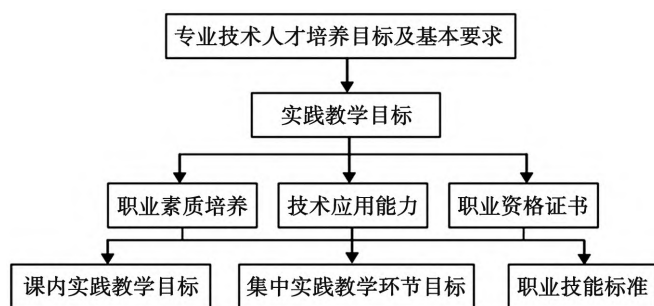 专业技术人才培养目标及基本要求
实践教学目标
职业素质培养
技术应用能力
职业资格证书
课内实践教学目标
集中实践教学环节目标
职业技能标准